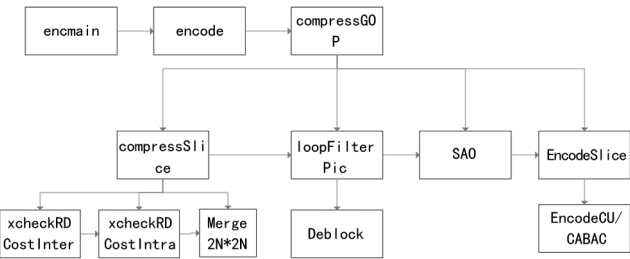 encmain
encode
compressGO
P
compressSli
ce
loopFilter
Pic
SAO
EncodeSlice
xcheckRD
CostInter
xcheckRD
CostIntra
Merge
2N*2N
Deblock
EncodeCU/
CABAC